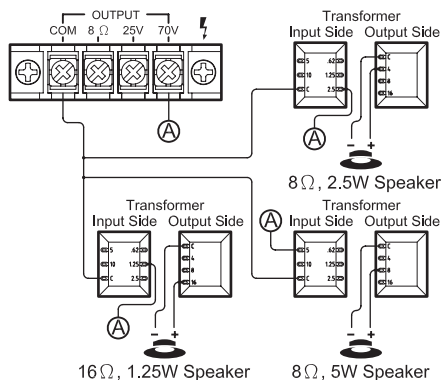 OUTPUT
COM 8 Ω 25V 70V
A
Transformer
Input Side Output Side
5 .62
10 1.25
C 2.5
C
4
8
16
A
− +
8Ω, 2.5W Speaker
Transformer
Input Side Output Side
5 .62
10 1.25
C 2.5
C
4
8
16
A
− +
16Ω, 1.25W Speaker
A
Transformer
Input Side Output Side
5 .62
10 1.25
C 2.5
C
4
8
16
− +
8Ω, 5W Speaker